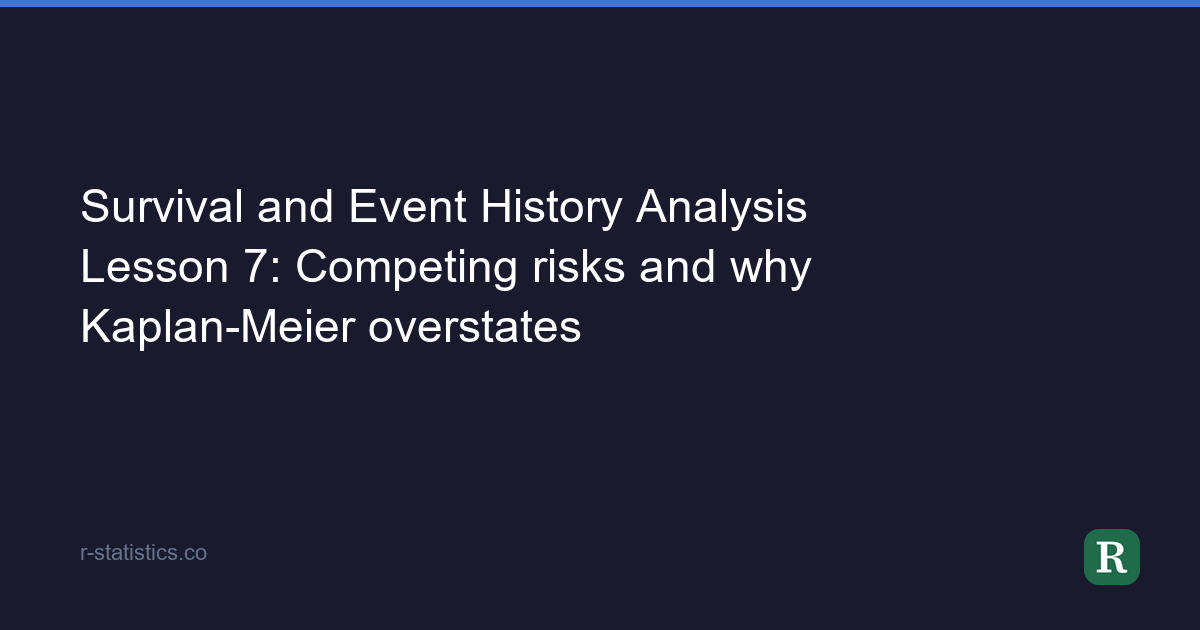 Survival and Event History Analysis
Lesson 7: Competing risks and why
Kaplan-Meier overstates
r-statistics.co
R